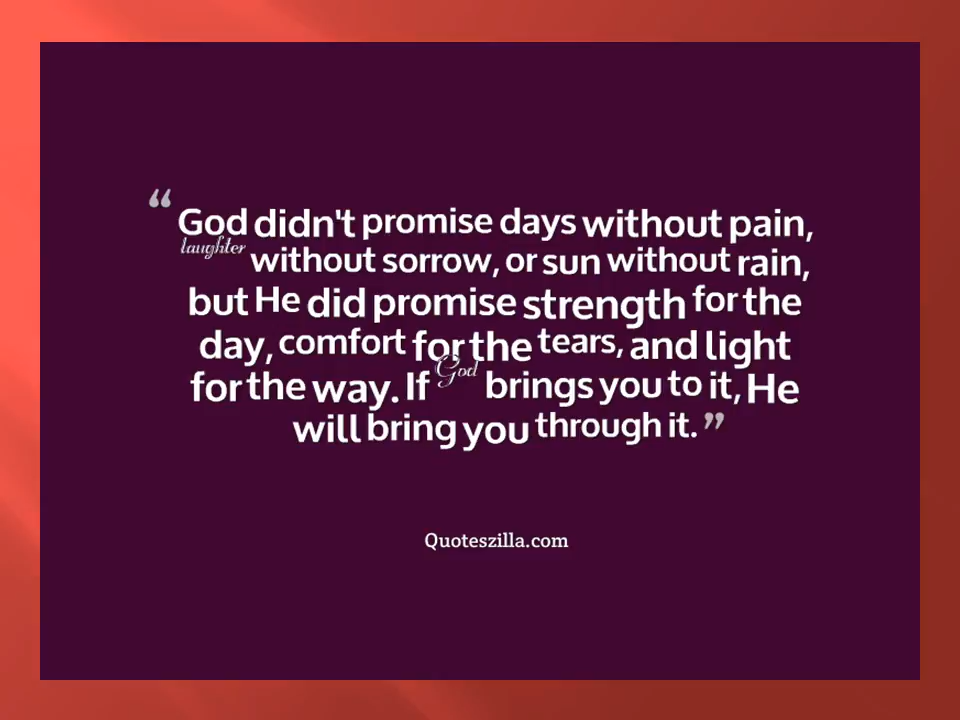 “God didn't promise days without pain,
laughter without sorrow, or sun without rain,
but He did promise strength for the
day, comfort for the tears, and light
for the way. If God brings you to it, He
will bring you through it.”
Quoteszilla.com